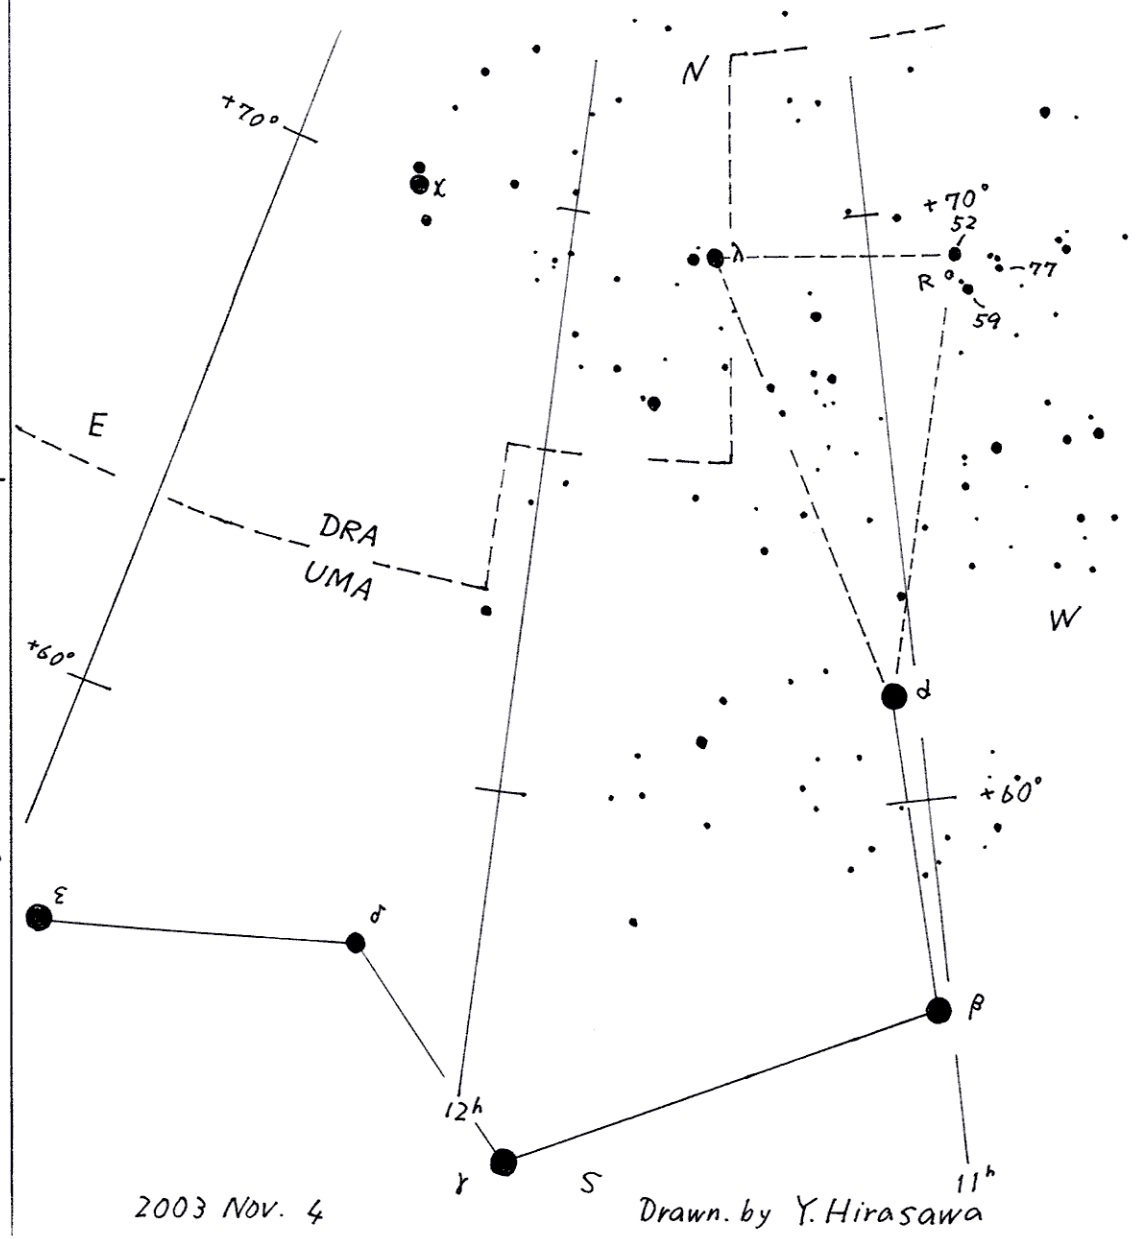 N
+70°
χ
+70°
52
λ
R
77
59
E
DRA
UMA
W
+60°
α
+60°
ε
δ
β
12h
γ
S
11h
2003 Nov. 4
Drawn. by Y. Hirasawa